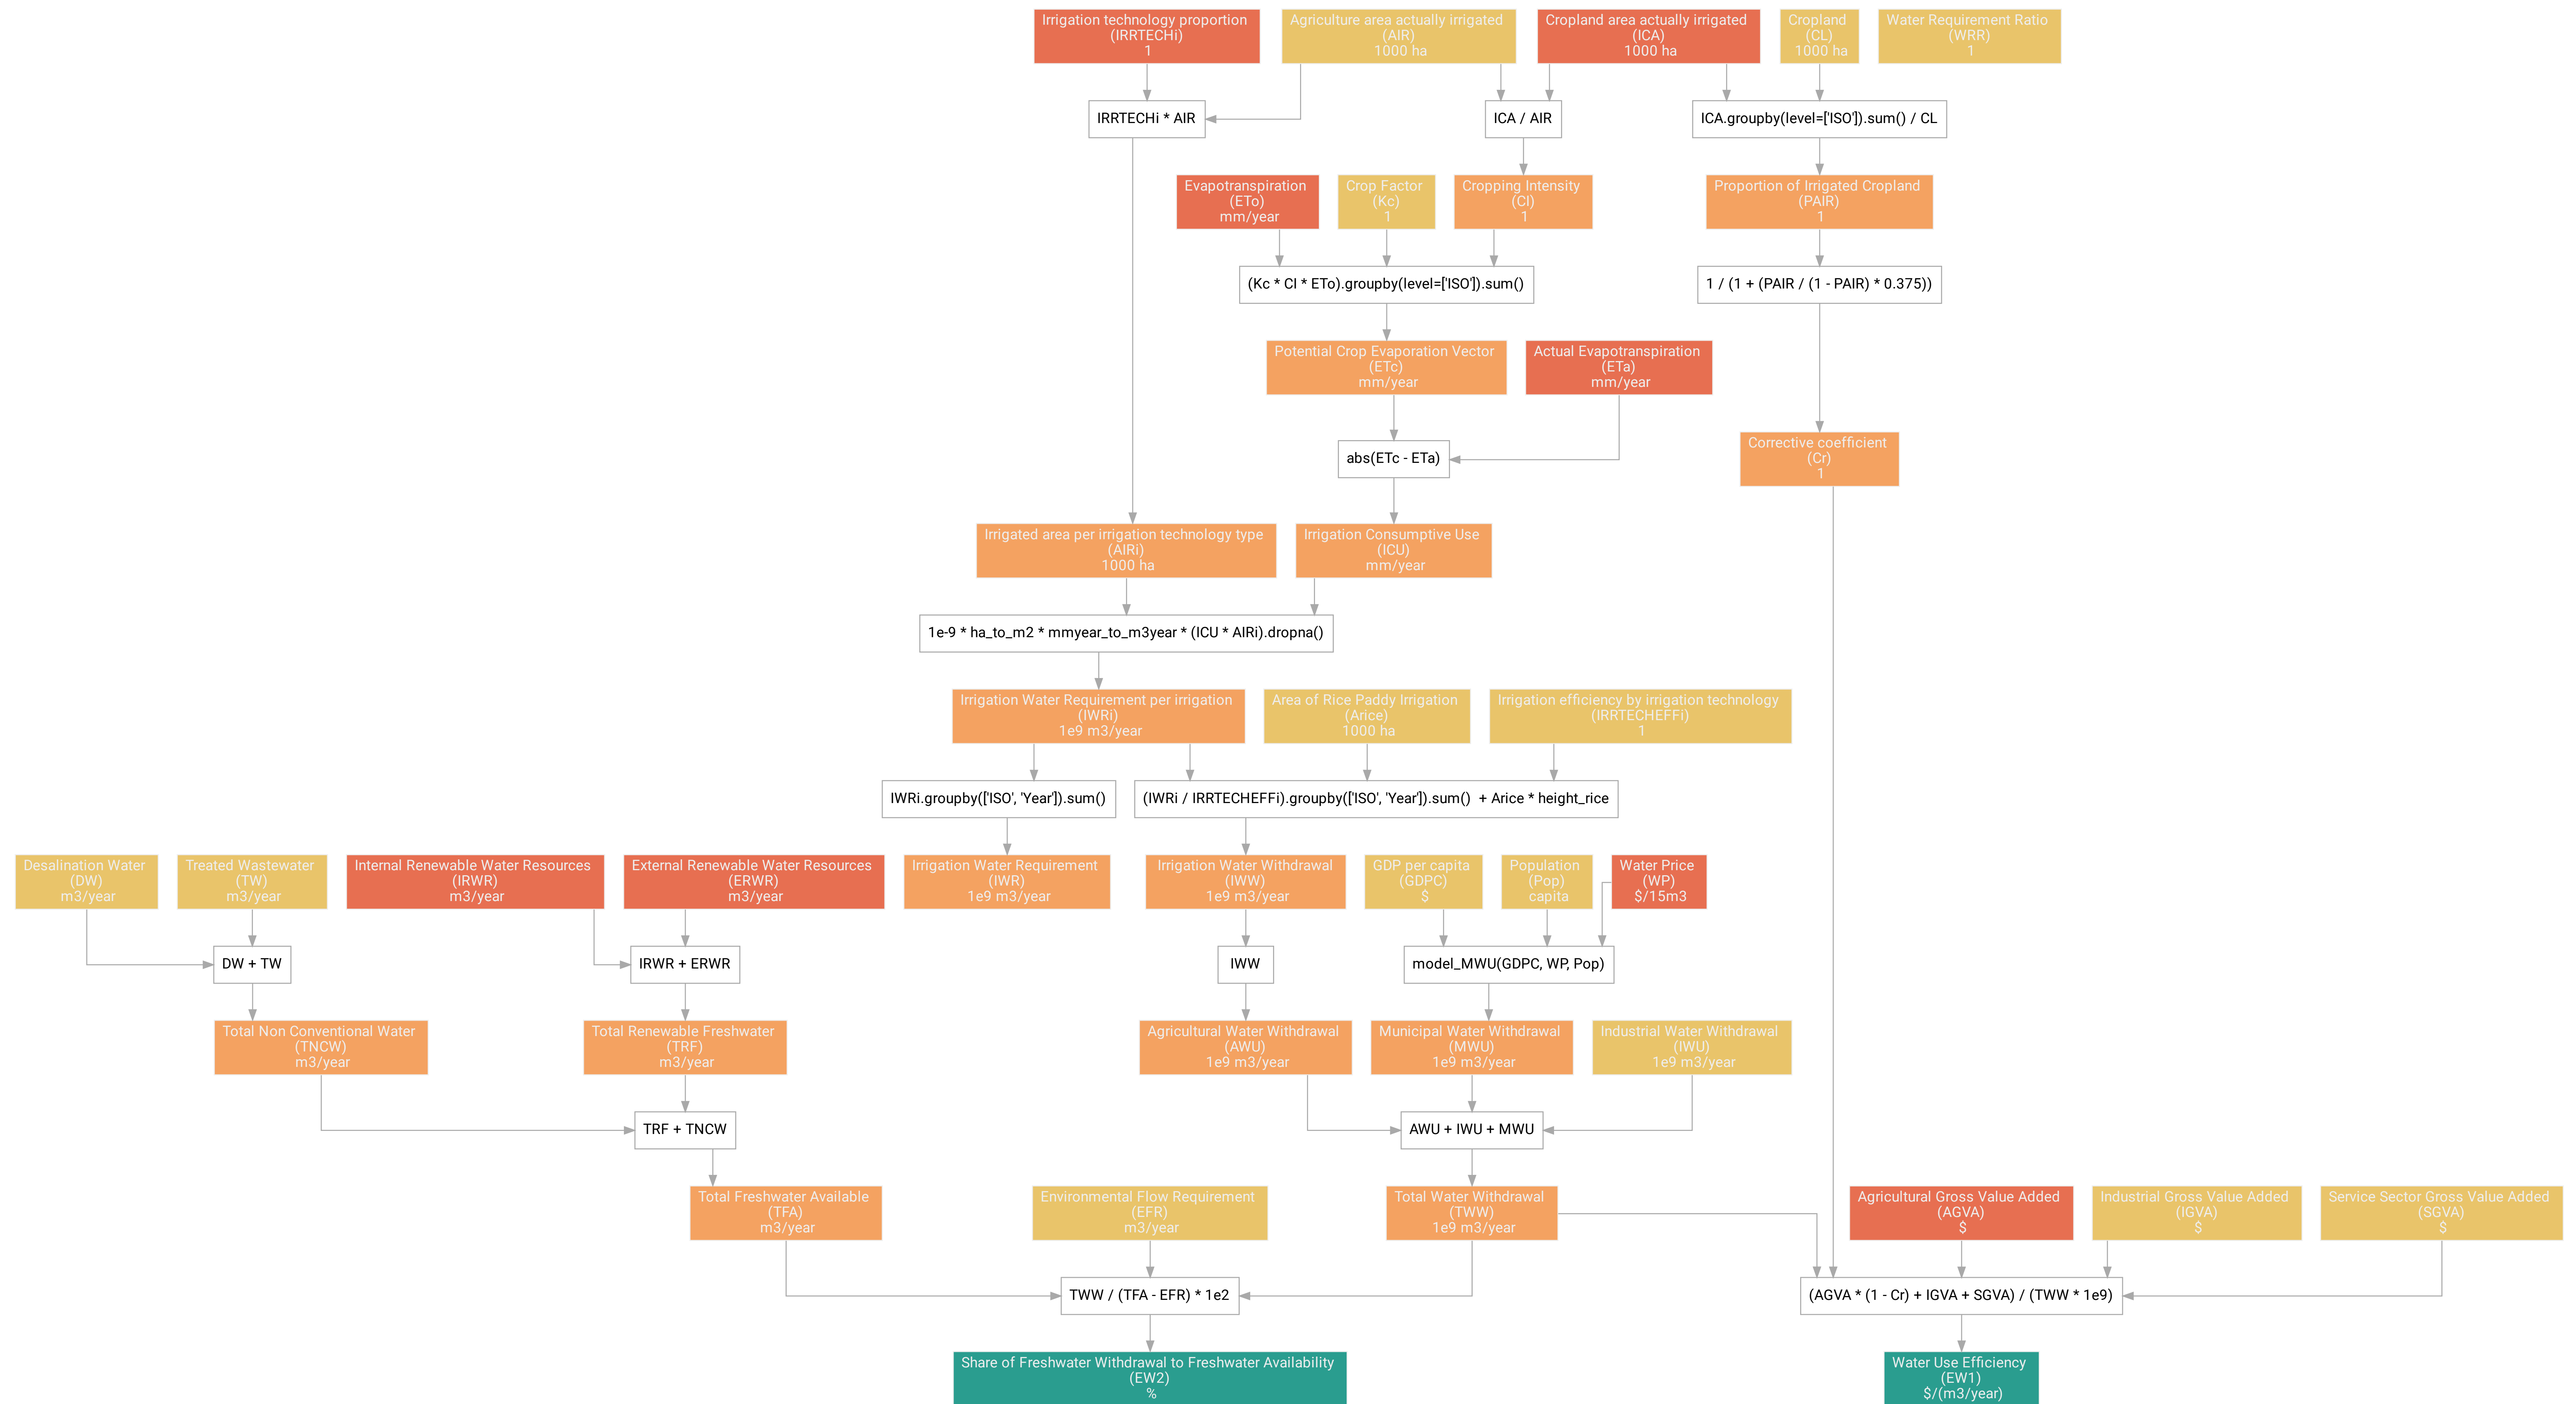 Irrigation technology proportion
(IRRTECHi)
1
Agriculture area actually irrigated
(AIR)
1000 ha
Cropland area actually irrigated
(ICA)
1000 ha
Cropland
(CL)
1000 ha
Water Requirement Ratio
(WRR)
1
IRRTECHi * AIR
ICA / AIR
ICA.groupby(level=['ISO']).sum() / CL
Evapotranspiration
(ETo)
mm/year
Crop Factor
(Kc)
1
Cropping Intensity
(CI)
1
Proportion of Irrigated Cropland
(PAIR)
1
(Kc * CI * ETo).groupby(level=['ISO']).sum()
1 / (1 + (PAIR / (1 - PAIR) * 0.375))
Potential Crop Evaporation Vector
(ETc)
mm/year
Actual Evapotranspiration
(ETa)
mm/year
abs(ETc - ETa)
Corrective coefficient
(Cr)
1
Irrigated area per irrigation technology type
(AIRi)
1000 ha
Irrigation Consumptive Use
(ICU)
mm/year
1e-9 * ha_to_m2 * mmyear_to_m3year * (ICU * AIRi).dropna()
Irrigation Water Requirement per irrigation
(IWRi)
1e9 m3/year
Area of Rice Paddy Irrigation
(Arice)
1000 ha
Irrigation efficiency by irrigation technology
(IRRTECHEFFi)
1
IWRi.groupby(['ISO', 'Year']).sum()
(IWRi / IRRTECHEFFi).groupby(['ISO', 'Year']).sum()  + Arice * height_rice
Desalination Water
(DW)
m3/year
Treated Wastewater
(TW)
m3/year
Internal Renewable Water Resources
(IRWR)
m3/year
External Renewable Water Resources
(ERWR)
m3/year
Irrigation Water Requirement
(IWR)
1e9 m3/year
Irrigation Water Withdrawal
(IWW)
1e9 m3/year
GDP per capita
(GDPC)
$
Population
(Pop)
capita
Water Price
(WP)
$/15m3
DW + TW
IRWR + ERWR
IWW
model_MWU(GDPC, WP, Pop)
Total Non Conventional Water
(TNCW)
m3/year
Total Renewable Freshwater
(TRF)
m3/year
Agricultural Water Withdrawal
(AWU)
1e9 m3/year
Municipal Water Withdrawal
(MWU)
1e9 m3/year
Industrial Water Withdrawal
(IWU)
1e9 m3/year
TRF + TNCW
AWU + IWU + MWU
Total Freshwater Available
(TFA)
m3/year
Environmental Flow Requirement
(EFR)
m3/year
Total Water Withdrawal
(TWW)
1e9 m3/year
Agricultural Gross Value Added
(AGVA)
$
Industrial Gross Value Added
(IGVA)
$
Service Sector Gross Value Added
(SGVA)
$
TWW / (TFA - EFR) * 1e2
(AGVA * (1 - Cr) + IGVA + SGVA) / (TWW * 1e9)
Share of Freshwater Withdrawal to Freshwater Availability
(EW2)
%
Water Use Efficiency
(EW1)
$/(m3/year)